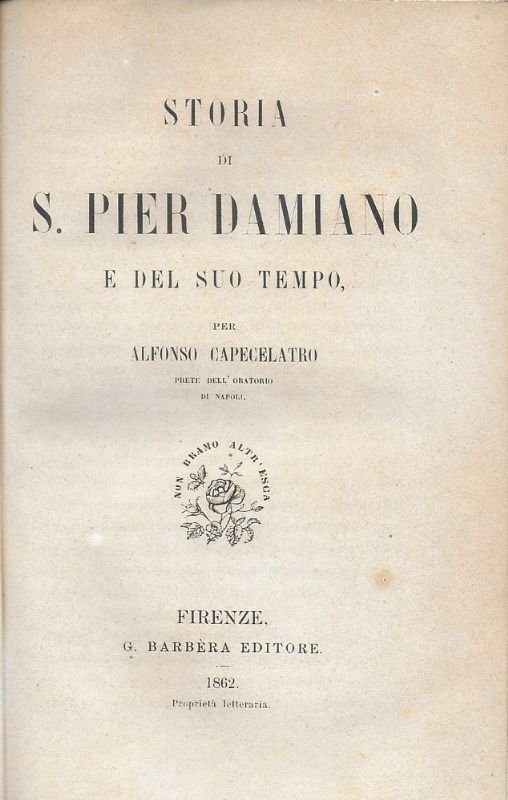 STORIA
DI
S. PIER DAMIANO
E DEL SUO TEMPO,
PER
ALFONSO CAPECELATRO
PRETE DELL' ORATORIO
DI NAPOLI.
NON BRAMO ALTR' ESCA
FIRENZE,
G. BARBÈRA EDITORE.
1862.
Proprietà letteraria.